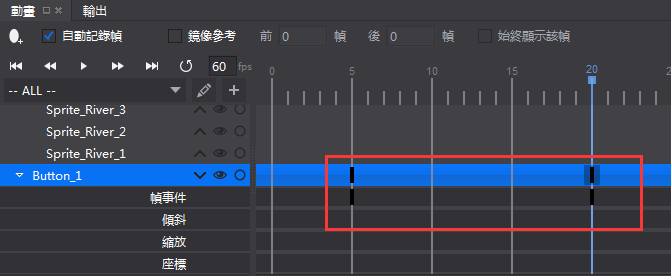 動畫 輸出
自動記錄幀 鏡像參考 前 0 幀 後 0 幀 始終顯示該幀
60 fps
-- ALL -- 0 5 10 15 20
Sprite_River_3
Sprite_River_2
Sprite_River_1
Button_1
幀事件
傾斜
縮放
座標